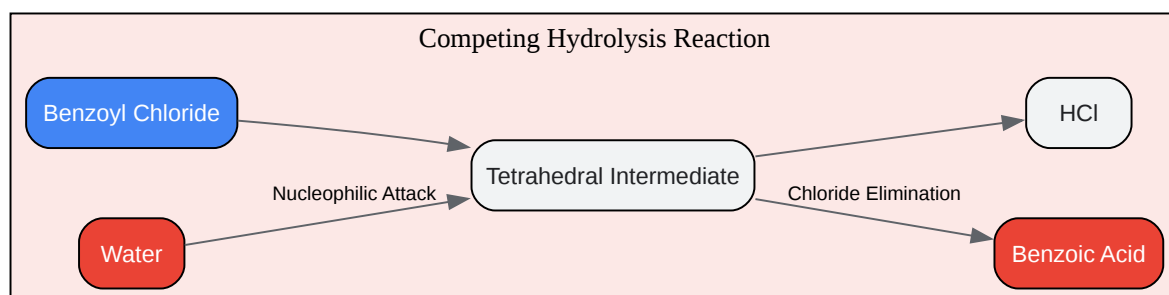 Competing Hydrolysis Reaction
Benzoyl Chloride
HCl
Tetrahedral Intermediate
Nucleophilic Attack
Chloride Elimination
Water
Benzoic Acid